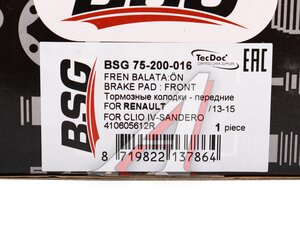 BSG
BSG 75-200-016
TecDoc
EAC
FREN BALATA:ÖN
BRAKE PAD : FRONT
Тормозные колодки - передние
FOR RENAULT /13-15
FOR CLIO IV-SANDERO
410605612R
1 piece
8 719822 137864
BSG